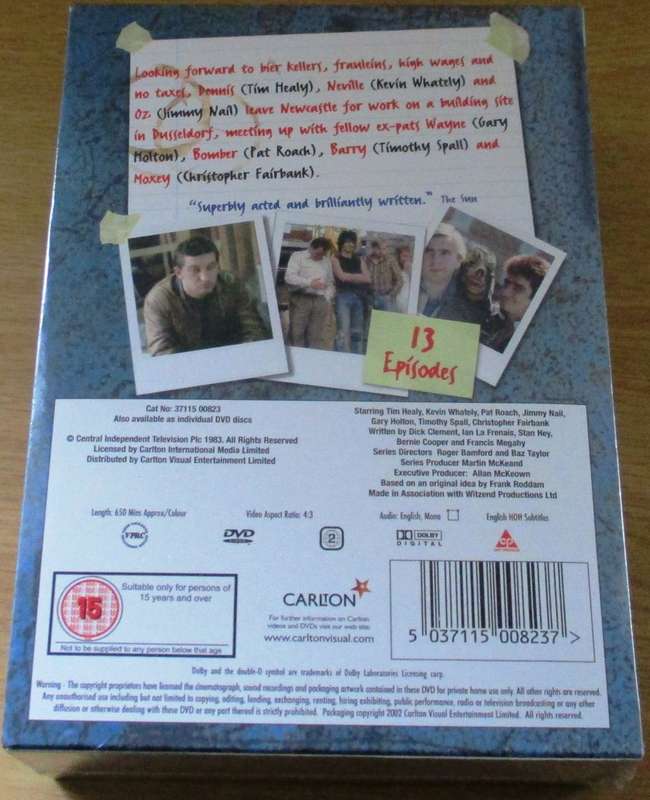 Looking forward to bier kellers, frauleins, high wages and
no taxes, Dennis (Tim Healy), Neville (Kevin Whately) and
Oz (Jimmy Nail) leave Newcastle for work on a building site
in Dusseldorf, meeting up with fellow ex-pats Wayne (Gary
Holton), Bomber (Pat Roach), Barry (Timothy Spall) and
Moxey (Christopher Fairbank).
"Superbly acted and brilliantly written." The Sun
13
Episodes
Cat No: 37115 00823
Also available as individual DVD discs
© Central Independent Television Plc 1983. All Rights Reserved
Licensed by Carlton International Media Limited
Distributed by Carlton Visual Entertainment Limited
Starring Tim Healy, Kevin Whately, Pat Roach, Jimmy Nail,
Gary Holton, Timothy Spall, Christopher Fairbank
Written by Dick Clement, Ian La Frenais, Stan Hey,
Bernie Cooper and Francis Megahy
Series Directors Roger Bamford and Baz Taylor
Series Producer Martin McKeand
Executive Producer: Allan McKeown
Based on an original idea by Frank Roddam
Made in Association with Witzend Productions Ltd
Length: 650 Mins Approx/Colour
Video Aspect Ratio: 4:3
Audio: English, Mono
English HOH Subtitles
VPRC
DVD
VIDEO
2
DOLBY
DIGITAL
15
Suitable only for persons of
15 years and over
Not to be supplied to any person below that age
CARLTON
For further information on Carlton
videos and DVDs visit our web site:
www.carltonvisual.com
5 037115 008237 >
Dolby and the double-D symbol are trademarks of Dolby Laboratories Licensing corp.
Warning - The copyright proprietors have licensed the cinematograph, sound recordings and packaging artwork contained in these DVD for private home use only. All other rights are reserved.
Any unauthorised use including but not limited to copying, editing, lending, exchanging, renting, hiring exhibiting, public performance, radio or television broadcasting or any other
diffusion or otherwise dealing with these DVD or any part thereof is strictly prohibited. Packaging copyright 2002 Carlton Visual Entertainment Limited. All rights reserved.